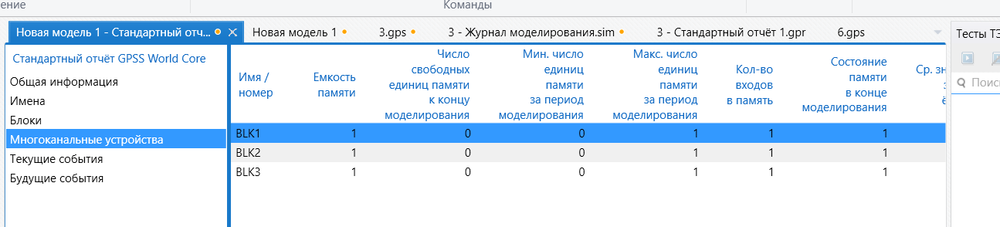 ение
Команды
Новая модель 1 - Стандартный отч...
Новая модель 1
3.gps
3 - Журнал моделирования.sim
3 - Стандартный отчёт 1.gpr
6.gps
Тесты ТЭ
Стандартный отчёт GPSS World Core
Общая информация
Имена
Блоки
Многоканальные устройства
Текущие события
Будущие события
Имя /
номер
Емкость
памяти
Число
свободных
единиц памяти
к концу
моделирования
Мин. число
единиц
памяти
за период
моделирования
Макс. число
единиц
памяти
за период
моделирования
Кол-во
входов
в память
Состояние
памяти
в конце
моделирования
Ср. зн
BLK1 1 0 0 1 1 1
BLK2 1 0 0 1 1 1
BLK3 1 0 0 1 1 1
Поис